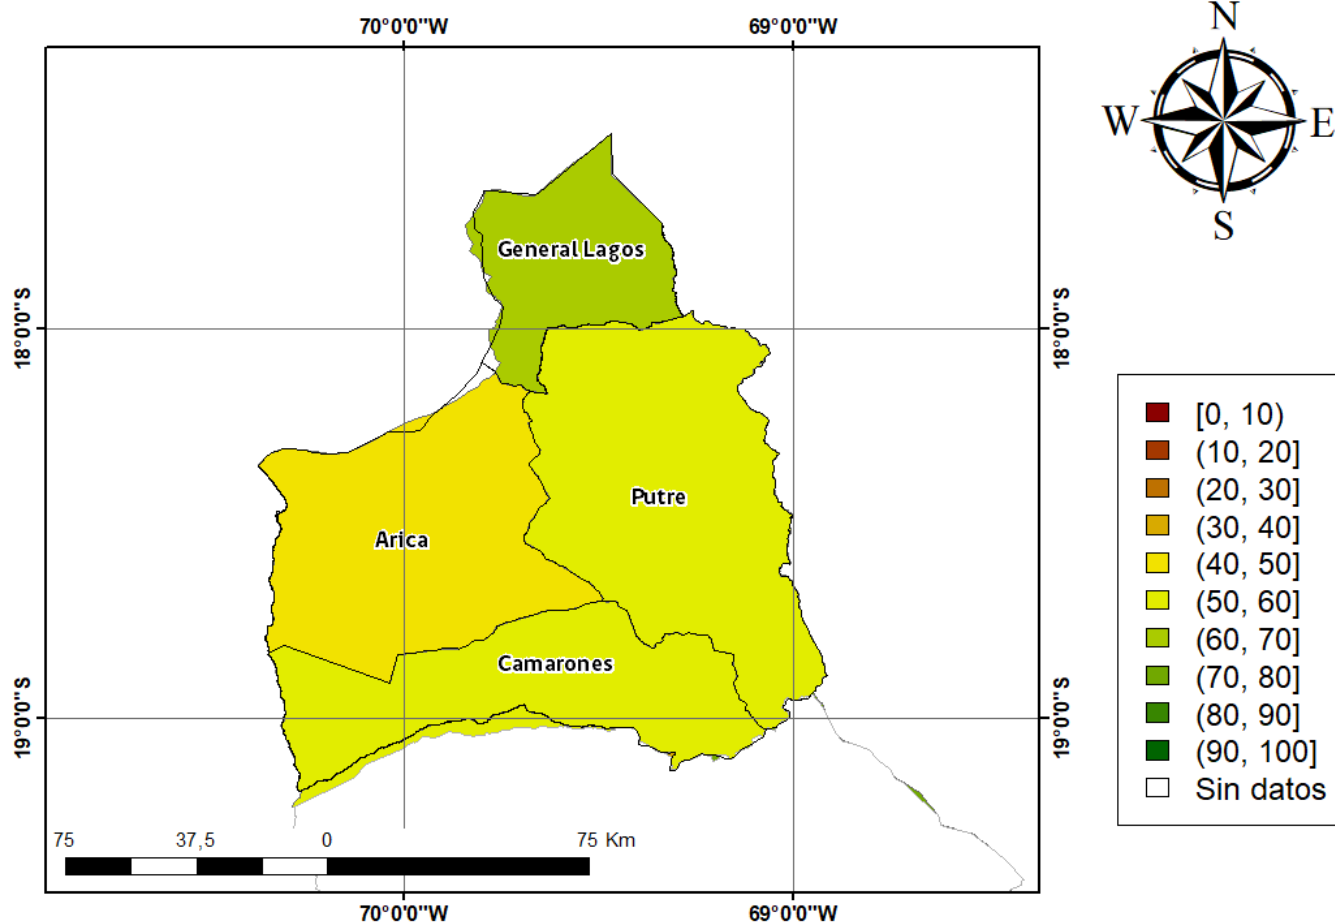 70°0'0"W 69°0'0"W
N
W E
S
18°0'0"S 18°0'0"S
General Lagos
Putre
Arica
Camarones
19°0'0"S 19°0'0"S
[0, 10)
(10, 20]
(20, 30]
(30, 40]
(40, 50]
(50, 60]
(60, 70]
(70, 80]
(80, 90]
(90, 100]
Sin datos
75 37,5 0 75 Km
70°0'0"W 69°0'0"W